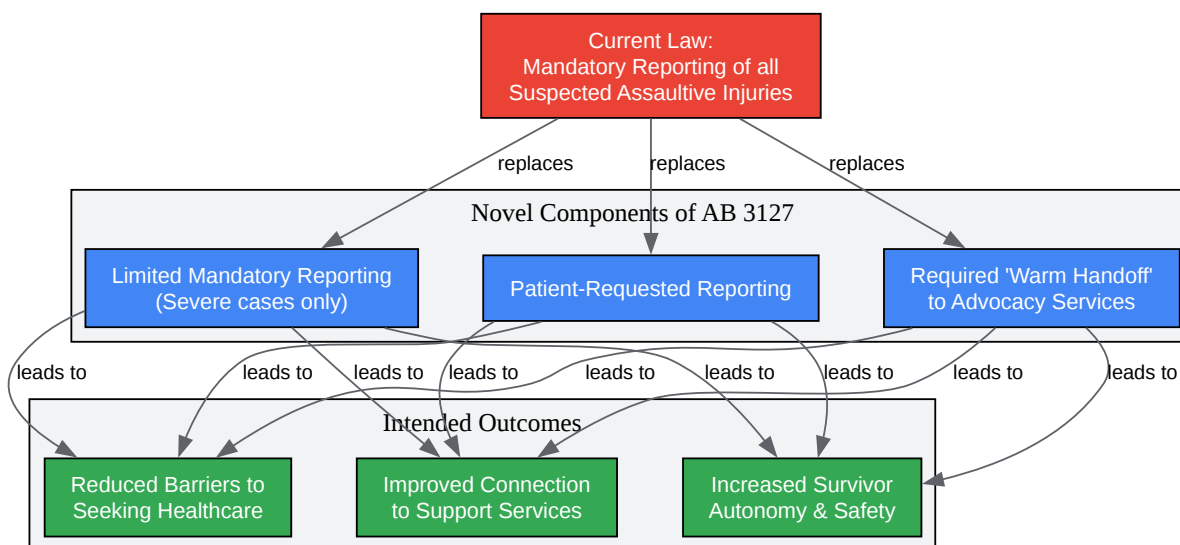 Current Law:
Mandatory Reporting of all
Suspected Assaultive Injuries
replaces
replaces
replaces
Novel Components of AB 3127
Limited Mandatory Reporting
(Severe cases only)
Patient-Requested Reporting
Required 'Warm Handoff'
to Advocacy Services
leads to
leads to
leads to
leads to
leads to
leads to
leads to
leads to
leads to
Intended Outcomes
Reduced Barriers to
Seeking Healthcare
Improved Connection
to Support Services
Increased Survivor
Autonomy & Safety